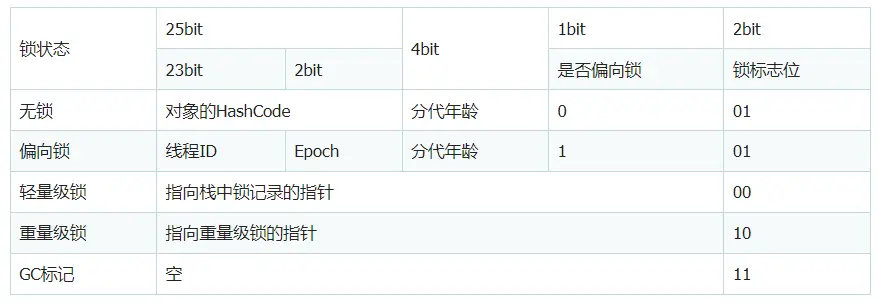 锁状态 25bit 4bit 1bit 2bit
23bit 2bit 是否偏向锁 锁标志位
无锁 对象的HashCode 分代年龄 0 01
偏向锁 线程ID Epoch 分代年龄 1 01
轻量级锁 指向栈中锁记录的指针 00
重量级锁 指向重量级锁的指针 10
GC标记 空 11